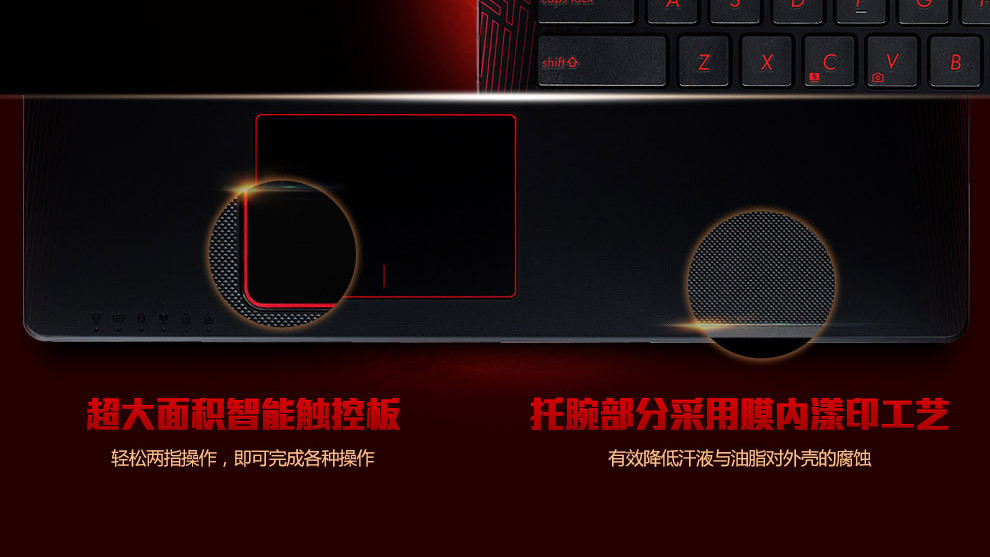 caps lock A S D F G
shift⇧ Z X C V B
超大面积智能触控板
轻松两指操作，即可完成各种操作
托腕部分采用膜内漾印工艺
有效降低汗液与油脂对外壳的腐蚀